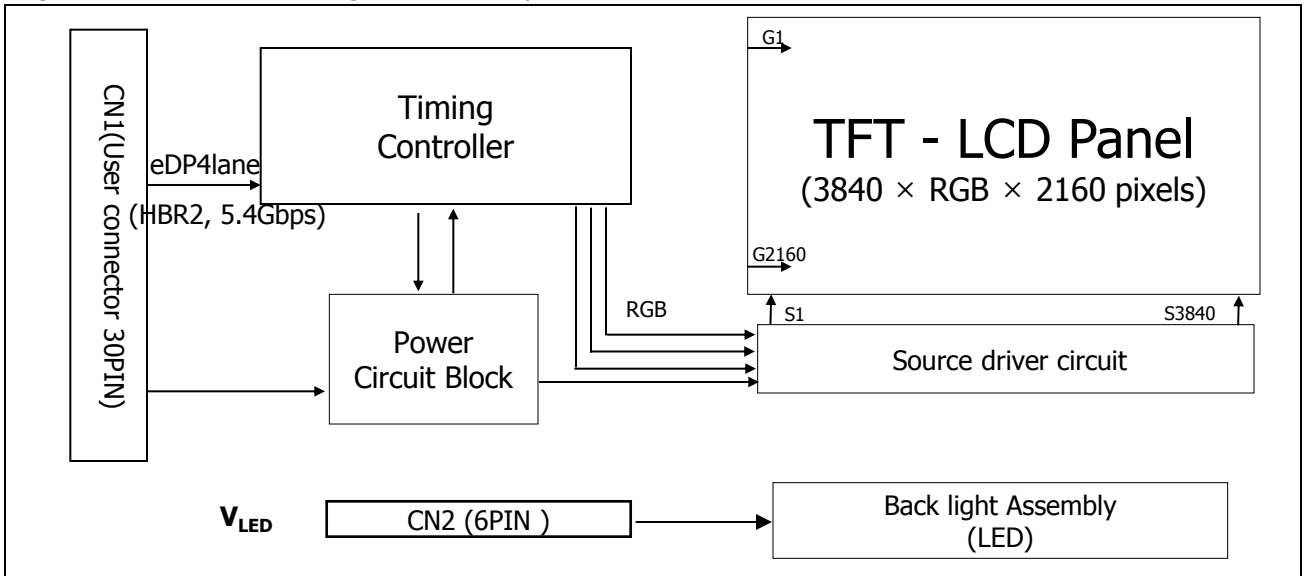 CN1(User connector 30PIN)
eDP4lane
(HBR2, 5.4Gbps)
Timing
Controller
G1
TFT - LCD Panel
(3840 × RGB × 2160 pixels)
G2160
Power
Circuit Block
RGB
S1
S3840
Source driver circuit
V_LED
CN2 (6PIN )
Back light Assembly
(LED)